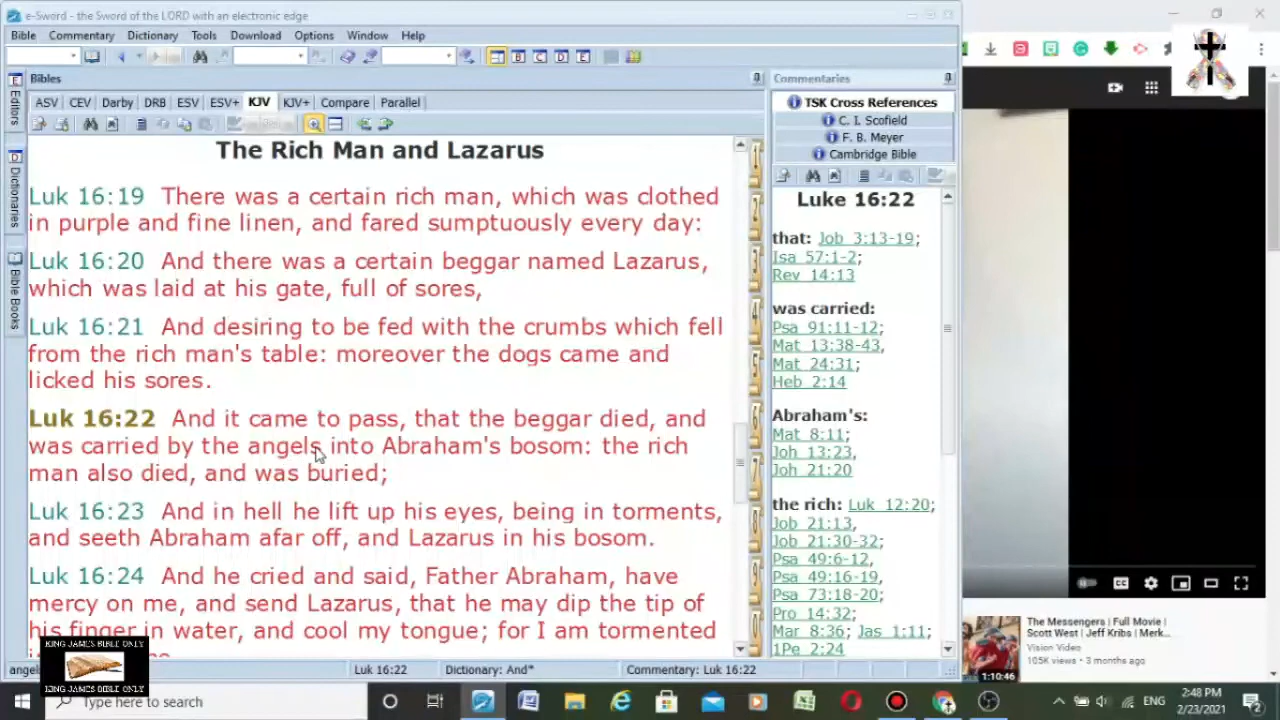 e-Sword - the Sword of the LORD with an electronic edge
Bible Commentary Dictionary Tools Download Options Window Help
B C D E
Bibles
ASV CEV Darby DRB ESV ESV+ KJV KJV+ Compare Parallel
Editors
Dictionaries
Bible Books
The Rich Man and Lazarus
Luk 16:19 There was a certain rich man, which was clothed
in purple and fine linen, and fared sumptuously every day:
Luk 16:20 And there was a certain beggar named Lazarus,
which was laid at his gate, full of sores,
Luk 16:21 And desiring to be fed with the crumbs which fell
from the rich man's table: moreover the dogs came and
licked his sores.
Luk 16:22 And it came to pass, that the beggar died, and
was carried by the angels into Abraham's bosom: the rich
man also died, and was buried;
Luk 16:23 And in hell he lift up his eyes, being in torments,
and seeth Abraham afar off, and Lazarus in his bosom.
Luk 16:24 And he cried and said, Father Abraham, have
mercy on me, and send Lazarus, that he may dip the tip of
his finger in water, and cool my tongue; for I am tormented
Commentaries
TSK Cross References
C. I. Scofield
F. B. Meyer
Cambridge Bible
Luke 16:22
that: Job 3:13-19;
Isa 57:1-2;
Rev 14:13
was carried:
Psa 91:11-12;
Mat 13:38-43,
Mat 24:31;
Heb 2:14
Abraham's:
Mat 8:11;
Joh 13:23,
Joh 21:20
the rich: Luk 12:20;
Job 21:13,
Job 21:30-32;
Psa 49:6-12,
Psa 49:16-19,
Psa 73:18-20;
Pro 14:32;
Mar 8:36; Jas 1:11;
1Pe 2:24
CC
The Messengers | Full Movie |
Scott West | Jeff Kribs | Merk...
Vision Video
105K views • 3 months ago
1:10:46
KING JAMES BIBLE ONLY
KING JAMES BIBLE ONLY
Luk 16:22 Dictionary: And* Commentary: Luk 16:22
Type here to search
ENG
2:48 PM
2/23/2021
2